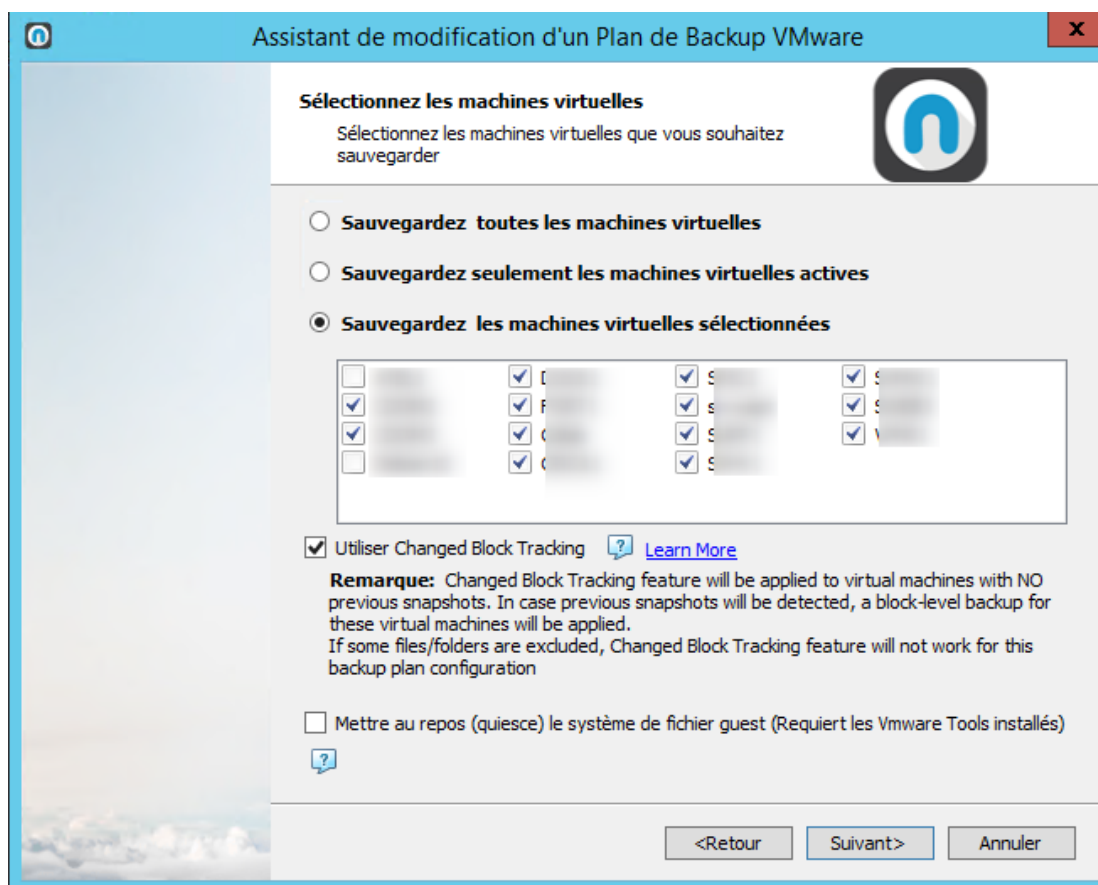 Assistant de modification d'un Plan de Backup VMware
x
Sélectionnez les machines virtuelles
Sélectionnez les machines virtuelles que vous souhaitez
sauvegarder
Sauvegardez toutes les machines virtuelles
Sauvegardez seulement les machines virtuelles actives
Sauvegardez les machines virtuelles sélectionnées
Utiliser Changed Block Tracking ? Learn More
Remarque: Changed Block Tracking feature will be applied to virtual machines with NO
previous snapshots. In case previous snapshots will be detected, a block-level backup for
these virtual machines will be applied.
If some files/folders are excluded, Changed Block Tracking feature will not work for this
backup plan configuration
Mettre au repos (quiesce) le système de fichier guest (Requiert les Vmware Tools installés)
?
<Retour Suivant> Annuler